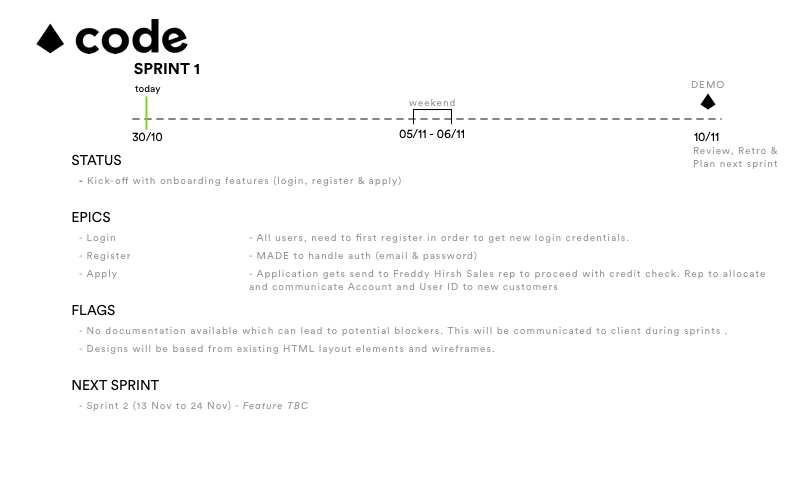 code
SPRINT 1
today
DEMO
weekend
30/10
05/11 - 06/11
10/11
Review, Retro &
Plan next sprint
STATUS
- Kick-off with onboarding features (login, register & apply)
EPICS
- Login - All users, need to first register in order to get new login credentials.
- Register - MADE to handle auth (email & password)
- Apply - Application gets send to Freddy Hirsh Sales rep to proceed with credit check. Rep to allocate
and communicate Account and User ID to new customers
FLAGS
- No documentation available which can lead to potential blockers. This will be communicated to client during sprints .
- Designs will be based from existing HTML layout elements and wireframes.
NEXT SPRINT
- Sprint 2 (13 Nov to 24 Nov) - Feature TBC